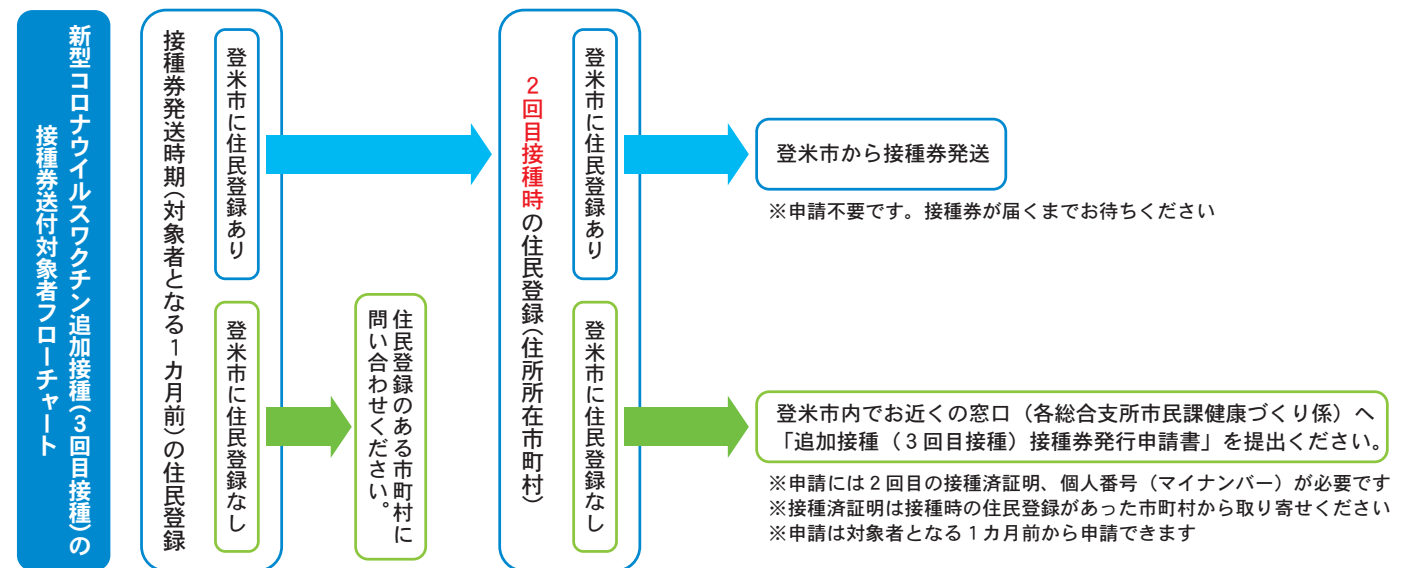 新型コロナウイルスワクチン追加接種(3回目接種)の
接種券送付対象者フローチャート
接種券発送時期(対象者となる1カ月前)の住民登録
登米市に住民登録あり
登米市に住民登録なし
住民登録のある市町村に
問い合わせください。
2回目接種時の住民登録(住所所在市町村)
登米市に住民登録あり
登米市に住民登録なし
登米市から接種券発送
※申請不要です。接種券が届くまでお待ちください
登米市内でお近くの窓口(各総合支所市民課健康づくり係)へ
「追加接種(3回目接種)接種券発行申請書」を提出ください。
※申請には2回目の接種済証明、個人番号(マイナンバー)が必要です
※接種済証明は接種時の住民登録があった市町村から取り寄せください
※申請は対象者となる1カ月前から申請できます